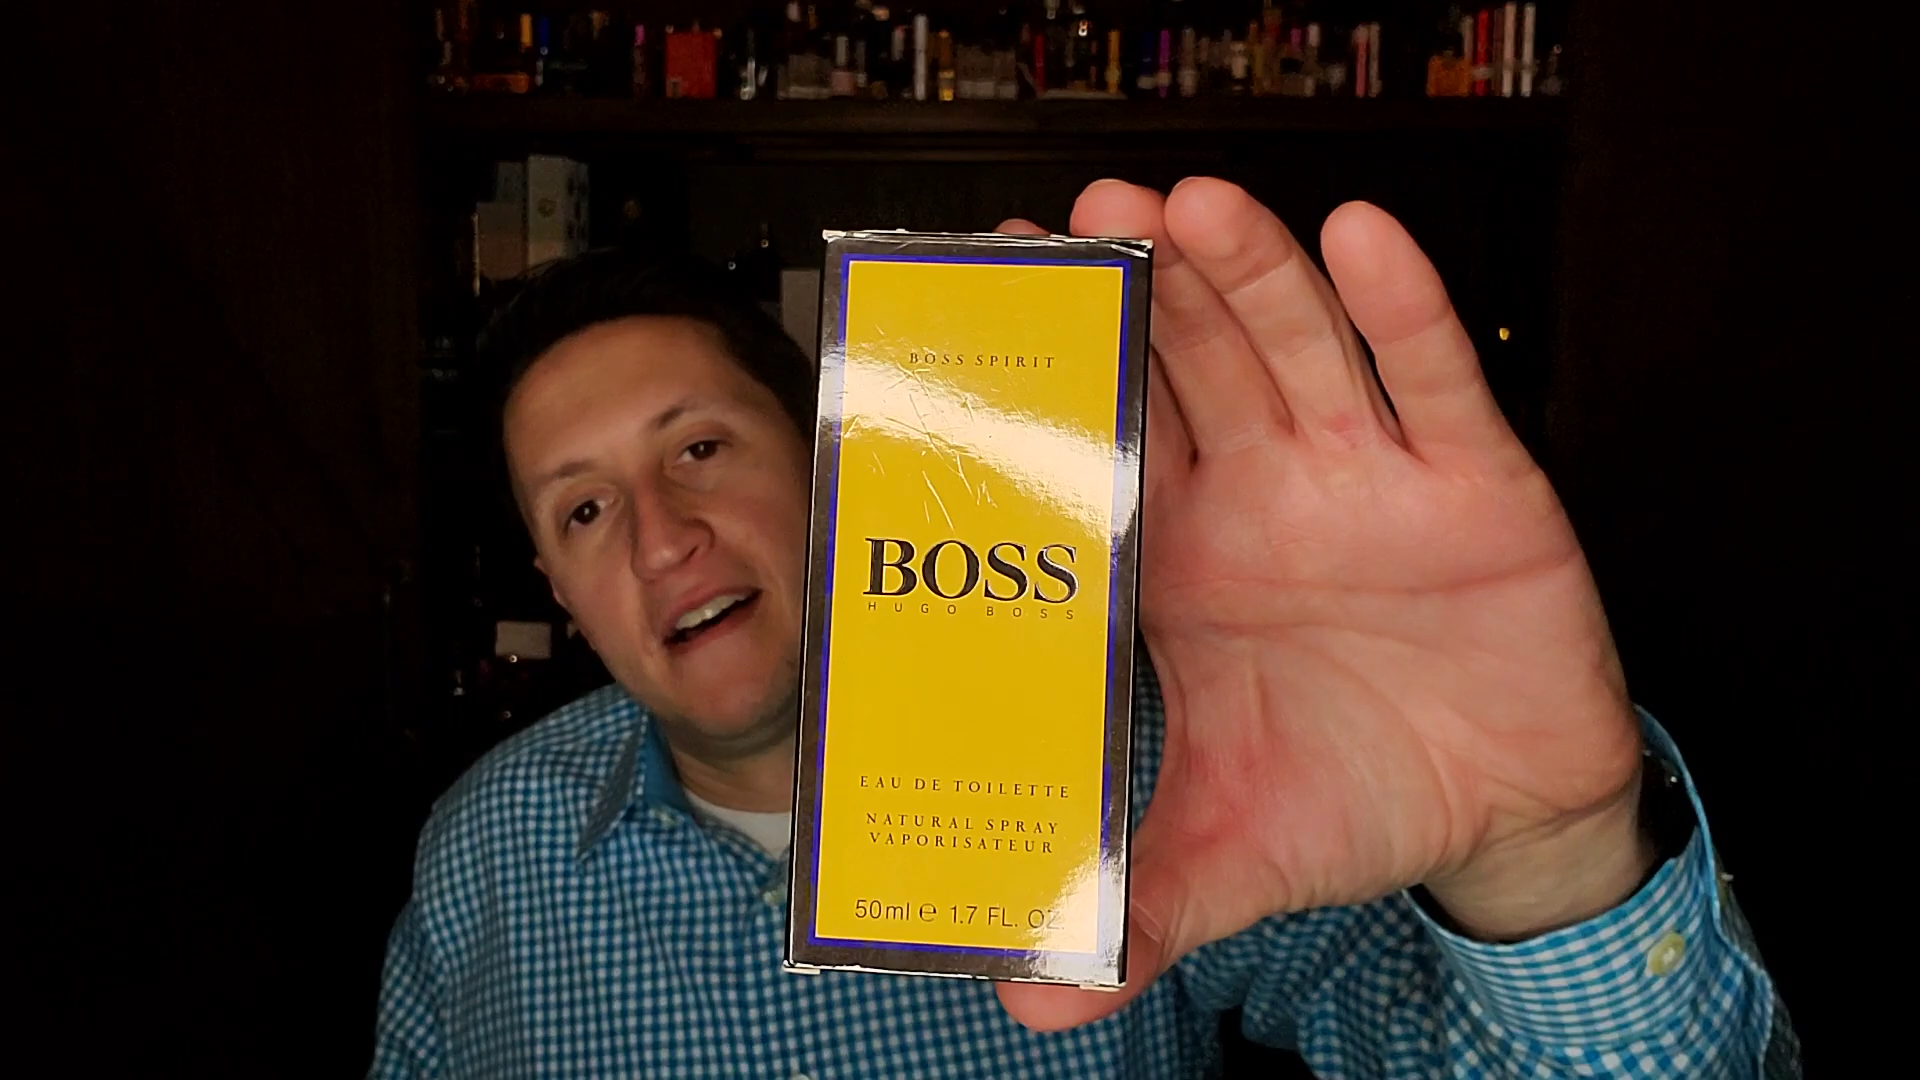 BOSS SPIRIT
BOSS
HUGO BOSS
EAU DE TOILETTE
NATURAL SPRAY
VAPORISATEUR
50ml ℮ 1.7 FL. OZ.